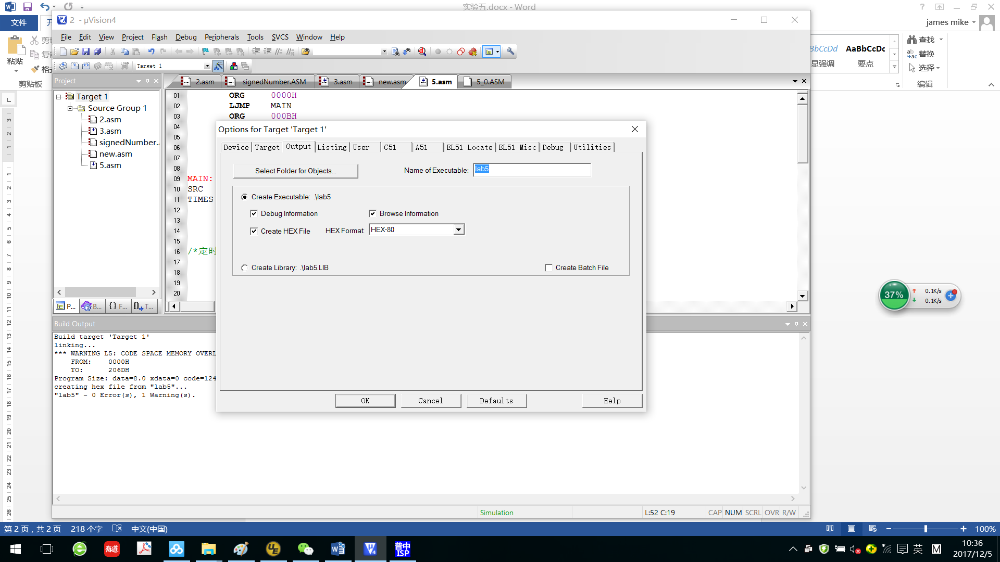 实验五.docx - Word
文件
james mike
粘贴
剪贴板
显强调
AaBbCcDc
要点
查找
替换
选择
编辑
2 - µVision4
File Edit View Project Flash Debug Peripherals Tools SVCS Window Help
Target 1
Project
Target 1
Source Group 1
2.asm
3.asm
signedNumber.
new.asm
5.asm
P... B... F... T...
2.asm signedNumber.ASM 3.asm new.asm 5.asm 5_0.ASM
01 ORG 0000H
02 LJMP MAIN
03 ORG 000BH
04
05
06
07
08
09 MAIN:
10 SRC
11 TIMES
12
13
14
15
16 /*定时
17
18
19
20
Options for Target 'Target 1'
Device Target Output Listing User C51 A51 BL51 Locate BL51 Misc Debug Utilities
Select Folder for Objects... Name of Executable: lab5
Create Executable: .\lab5
Debug Information Browse Information
Create HEX File HEX Format: HEX-80
Create Library: .\lab5.LIB Create Batch File
OK Cancel Defaults Help
Build Output
Build target 'Target 1'
linking...
*** WARNING L5: CODE SPACE MEMORY OVERL
FROM: 0000H
TO: 206DH
Program Size: data=8.0 xdata=0 code=124
creating hex file from "lab5"...
"lab5" - 0 Error(s), 1 Warning(s).
Simulation L:52 C:19 CAP NUM SCRL OVR R/W
37% 0.1K/s
0.1K/s
第 2 页，共 2 页 218 个字 中文(中国) 100%
有道
UE
普中
ISP
英 M
10:36
2017/12/5